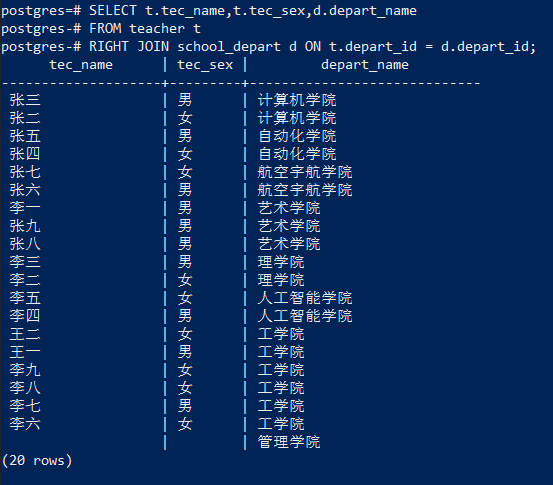 postgres=# SELECT t.tec_name,t.tec_sex,d.depart_name
postgres-# FROM teacher t
postgres-# RIGHT JOIN school_depart d ON t.depart_id = d.depart_id;
      tec_name      | tec_sex |         depart_name
--------------------+---------+-----------------------------
 张三               | 男      | 计算机学院
 张二               | 女      | 计算机学院
 张五               | 男      | 自动化学院
 张四               | 女      | 自动化学院
 张七               | 女      | 航空宇航学院
 张六               | 男      | 航空宇航学院
 李一               | 男      | 艺术学院
 张九               | 男      | 艺术学院
 张八               | 男      | 艺术学院
 李三               | 男      | 理学院
 李二               | 女      | 理学院
 李五               | 女      | 人工智能学院
 李四               | 男      | 人工智能学院
 王二               | 女      | 工学院
 王一               | 男      | 工学院
 李九               | 女      | 工学院
 李八               | 女      | 工学院
 李七               | 男      | 工学院
 李六               | 女      | 工学院
                    |         | 管理学院
(20 rows)